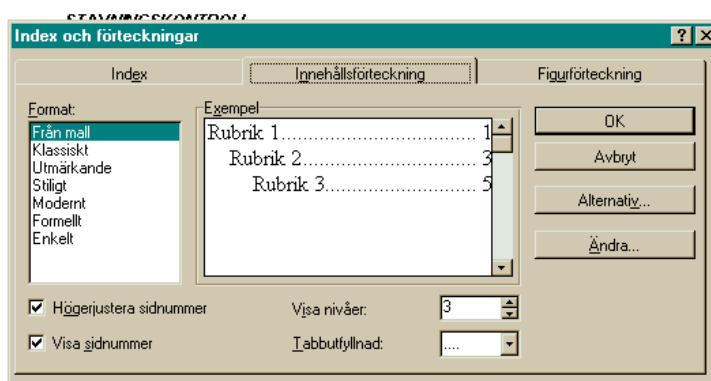 STAVNINGSKONTROLL
Index och förteckningar
Index
Innehållsförteckning
Figurförteckning
Format:
Från mall
Klassiskt
Utmärkande
Stiligt
Modernt
Formellt
Enkelt
Exempel
Rubrik 1................................... 1
Rubrik 2............................... 3
Rubrik 3........................... 5
OK
Avbryt
Alternativ...
Ändra...
Högerjustera sidnummer
Visa sidnummer
Visa nivåer: 3
Tabbutfyllnad: ....